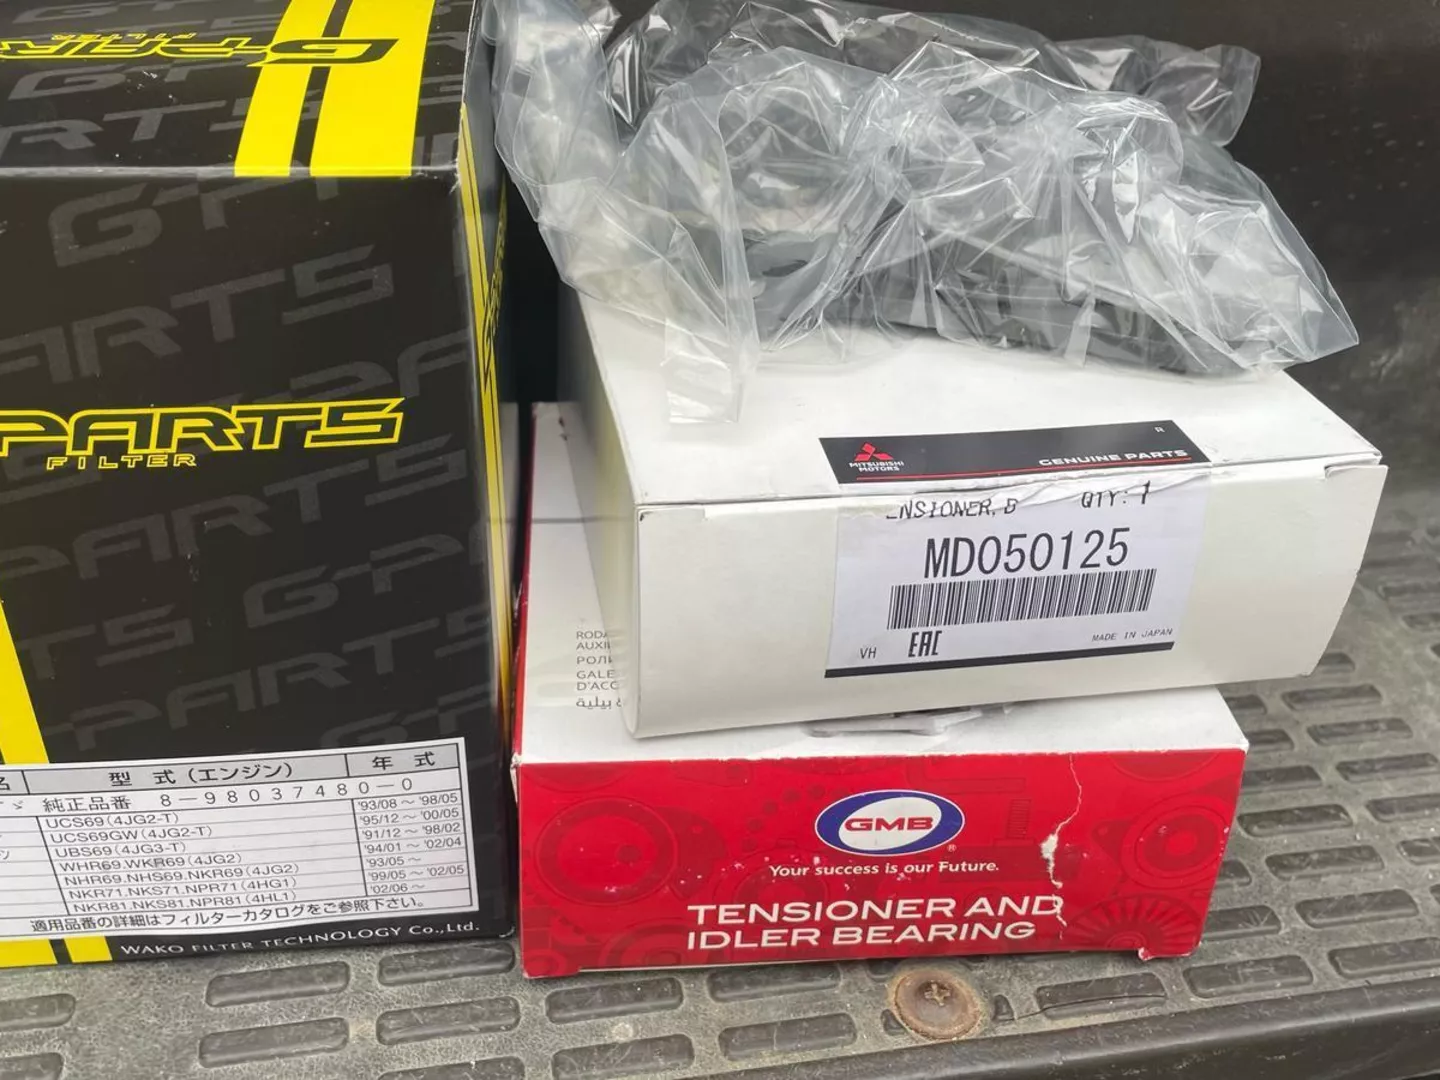 G-PARTS
FILTER
PARTS
FILTER
名 型 式 (エンジン) 年 式
純正品番 8-98037480-0
UCS69 (4JG2-T) '93/08 ~ '98/05
UCS69GW (4JG2-T) '95/12 ~ '00/05
UBS69 (4JG3-T) '91/12 ~ '98/02
WHR69.WKR69 (4JG2) '94/01 ~ '02/04
NHR69.NHS69.NKR69 (4JG2) '93/05 ~
NKR71.NKS71.NPR71 (4HG1) '99/05 ~ '02/05
NKR81.NKS81.NPR81 (4HL1) '02/06 ~
適用品番の詳細はフィルターカタログをご参照下さい。
WAKO FILTER TECHNOLOGY Co.,Ltd.
MITSUBISHI
MOTORS
GENUINE PARTS
R
ENSIONER, B QTY: 1
MD050125
VH EAC MADE IN JAPAN
RODA
AUXI
РОЛИ
GALE
D'ACC
GMB
®
Your success is our Future.
TENSIONER AND
IDLER BEARING